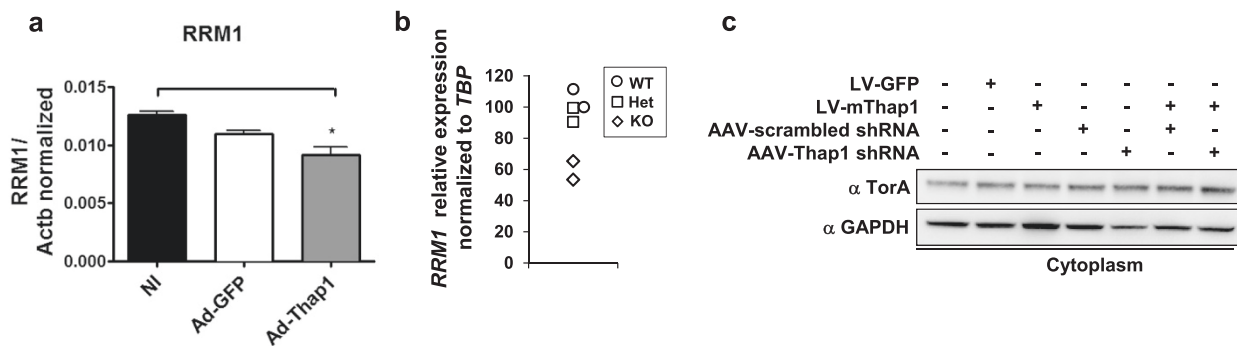 a
RRM1
RRM1/
Actb normalized
0.015
0.010
0.005
0.000
*
NI
Ad-GFP
Ad-Thap1
b
RRM1 relative expression
normalized to TBP
120
100
80
60
40
20
0
WT
Het
KO
c
LV-GFP - + - - - - -
LV-mThap1 - - + - - + +
AAV-scrambled shRNA - - - + - + -
AAV-Thap1 shRNA - - - - + - +
α TorA
α GAPDH
Cytoplasm